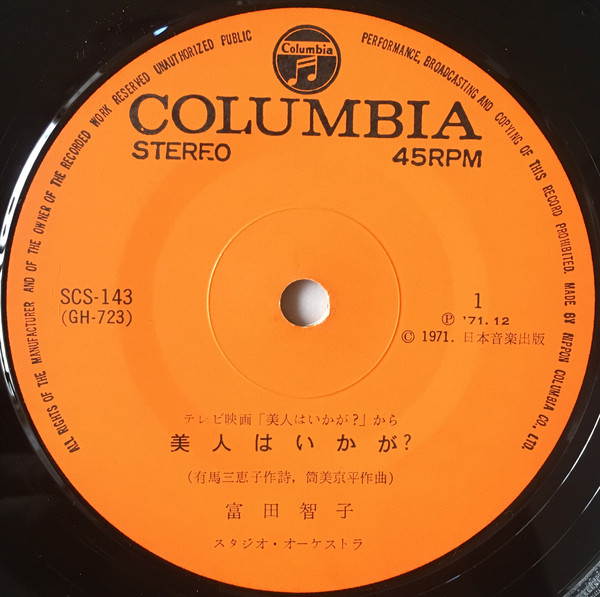 ALL RIGHTS OF THE MANUFACTURER AND OF THE OWNER OF THE RECORDED WORK RESERVED UNAUTHORIZED PUBLIC PERFORMANCE, BROADCASTING AND COPYING OF THIS RECORD PROHIBITED. MADE BY NIPPON COLUMBIA CO., LTD.
Columbia
COLUMBIA
STEREO 45RPM
SCS-143
(GH-723)
1
Ⓟ '71.12
© 1971. 日本音楽出版
テレビ映画「美人はいかが?」から
美人はいかが?
(有馬三恵子作詩, 筒美京平作曲)
富田智子
スタジオ・オーケストラ